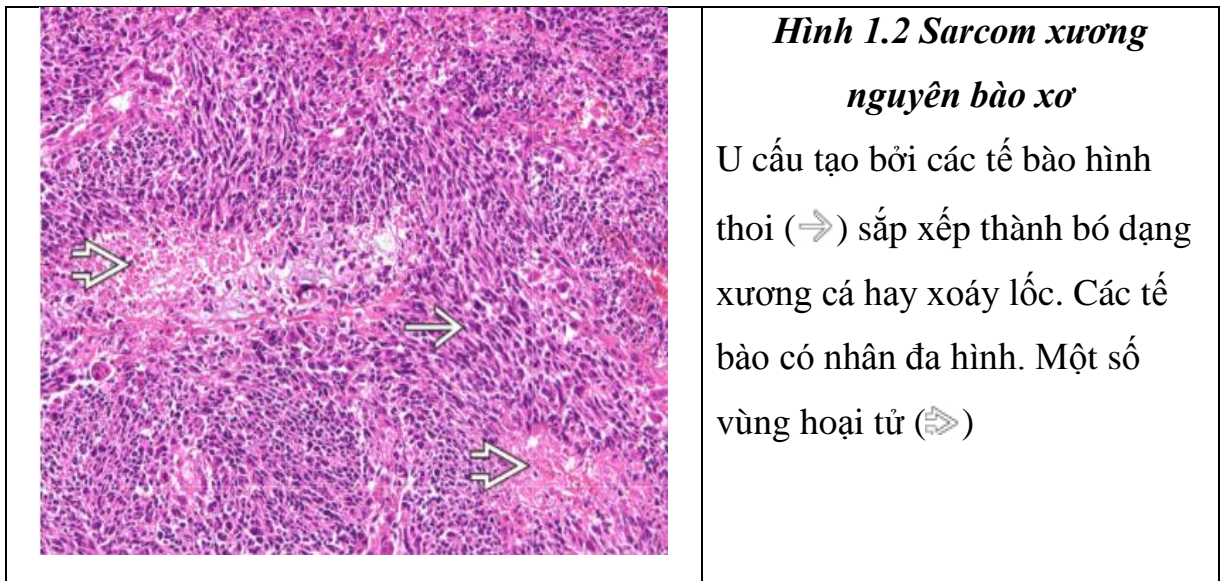 Hình 1.2 Sarcom xương
nguyên bào xơ
U cấu tạo bởi các tế bào hình
thoi (→) sắp xếp thành bó dạng
xương cá hay xoáy lốc. Các tế
bào có nhân đa hình. Một số
vùng hoại tử (⇒)